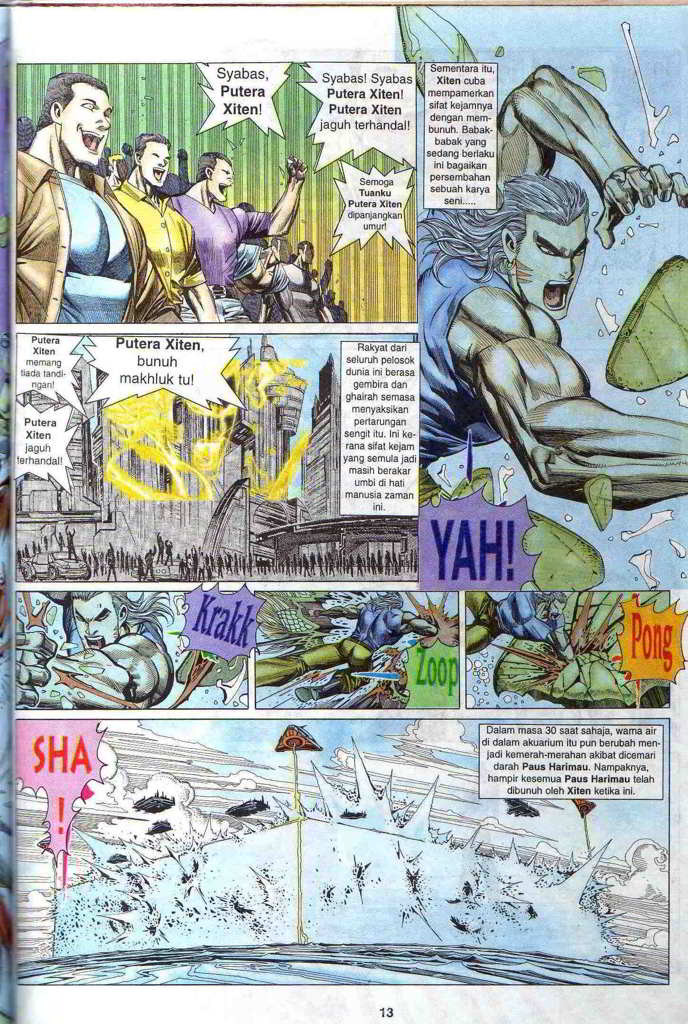 Syabas,
Putera
Xiten!
Syabas! Syabas
Putera Xiten!
Putera Xiten
jaguh terhandal!
Semoga
Tuanku
Putera Xiten
dipanjangkan
umur!
Sementara itu,
Xiten cuba
mempamerkan
sifat kejamnya
dengan mem-
bunuh. Babak-
babak yang
sedang berlaku
ini bagaikan
persembahan
sebuah karya
seni.....
Putera
Xiten
memang
tiada tandi-
ngan!
Putera
Xiten
jaguh
terhandal!
Putera Xiten,
bunuh
makhluk tu!
Rakyat dari
seluruh pelosok
dunia ini berasa
gembira dan
ghairah semasa
menyaksikan
pertarungan
sengit itu. Ini ke-
rana sifat kejam
yang semula jadi
masih berakar
umbi di hati
manusia zaman
ini.
YAH!
Krakk
Zoop
Pong
SHA
!
Dalam masa 30 saat sahaja, warna air
di dalam akuarium itu pun berubah men-
jadi kemerah-merahan akibat dicemari
darah Paus Harimau. Nampaknya,
hampir kesemua Paus Harimau telah
dibunuh oleh Xiten ketika ini.
13